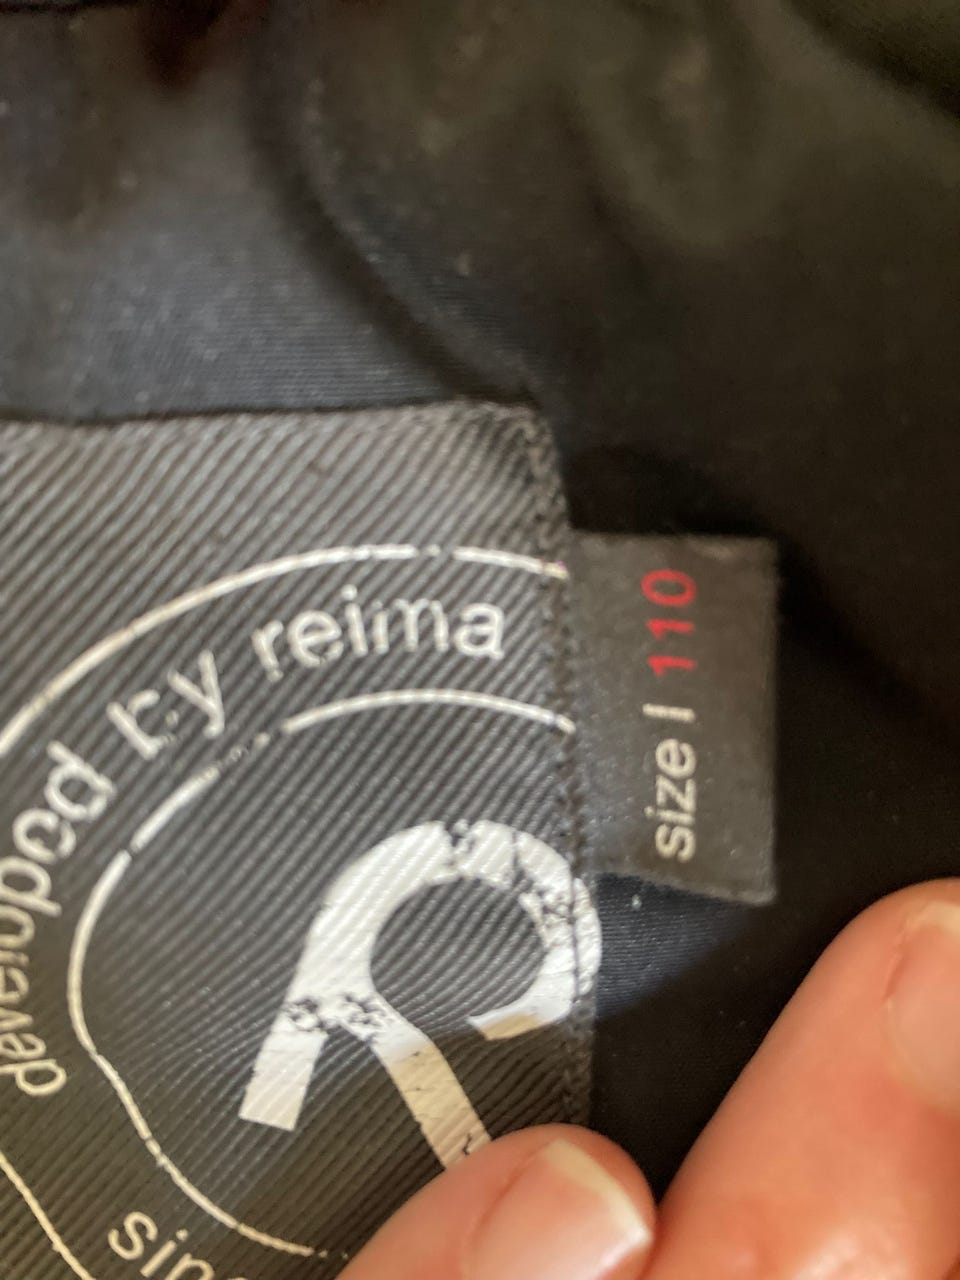 developed by reima
size | 110